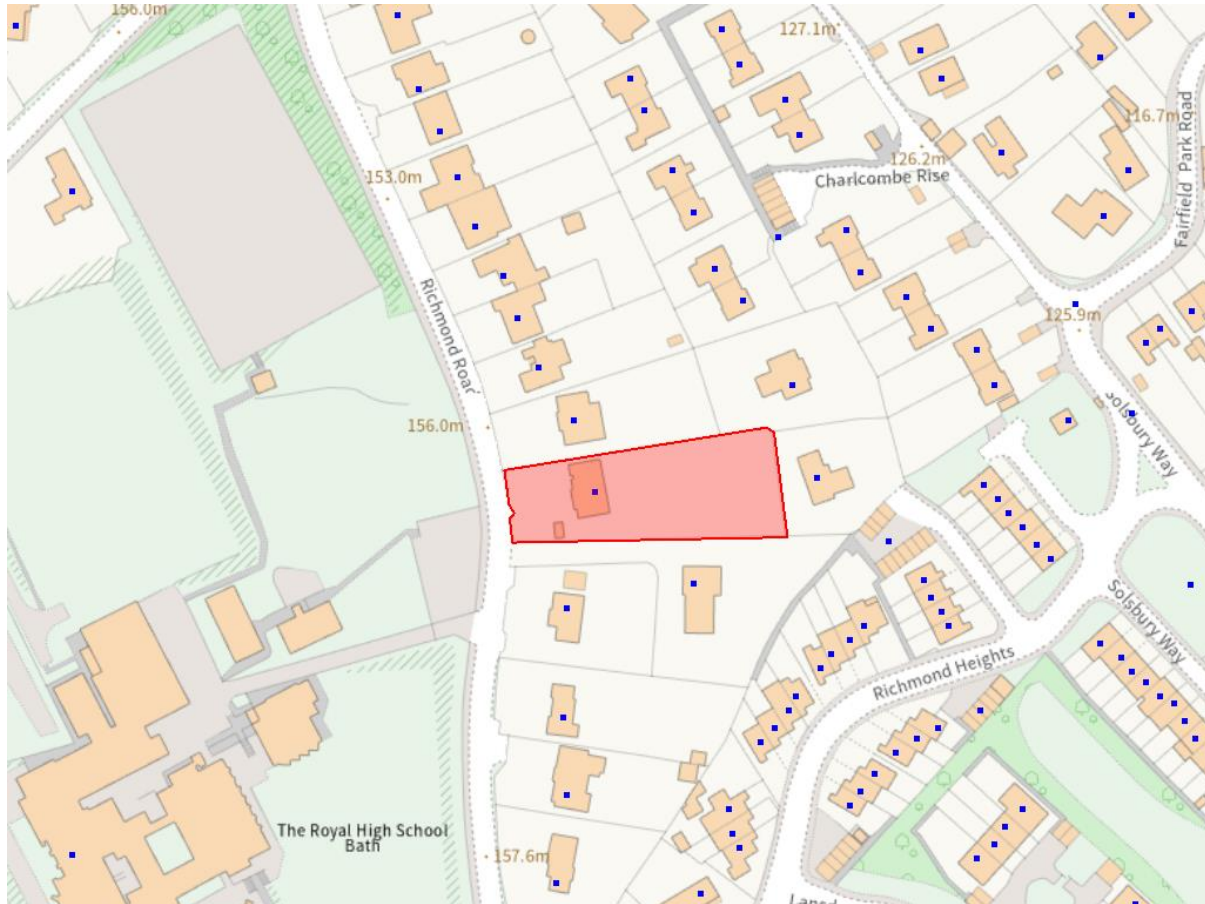 156.0m
127.1m
116.7m
Fairfield Park Road
126.2m
Charlcombe Rise
153.0m
Richmond Road
125.9m
Solsbury Way
156.0m
Solsbury Way
Richmond Heights
The Royal High School
Bath
157.6m